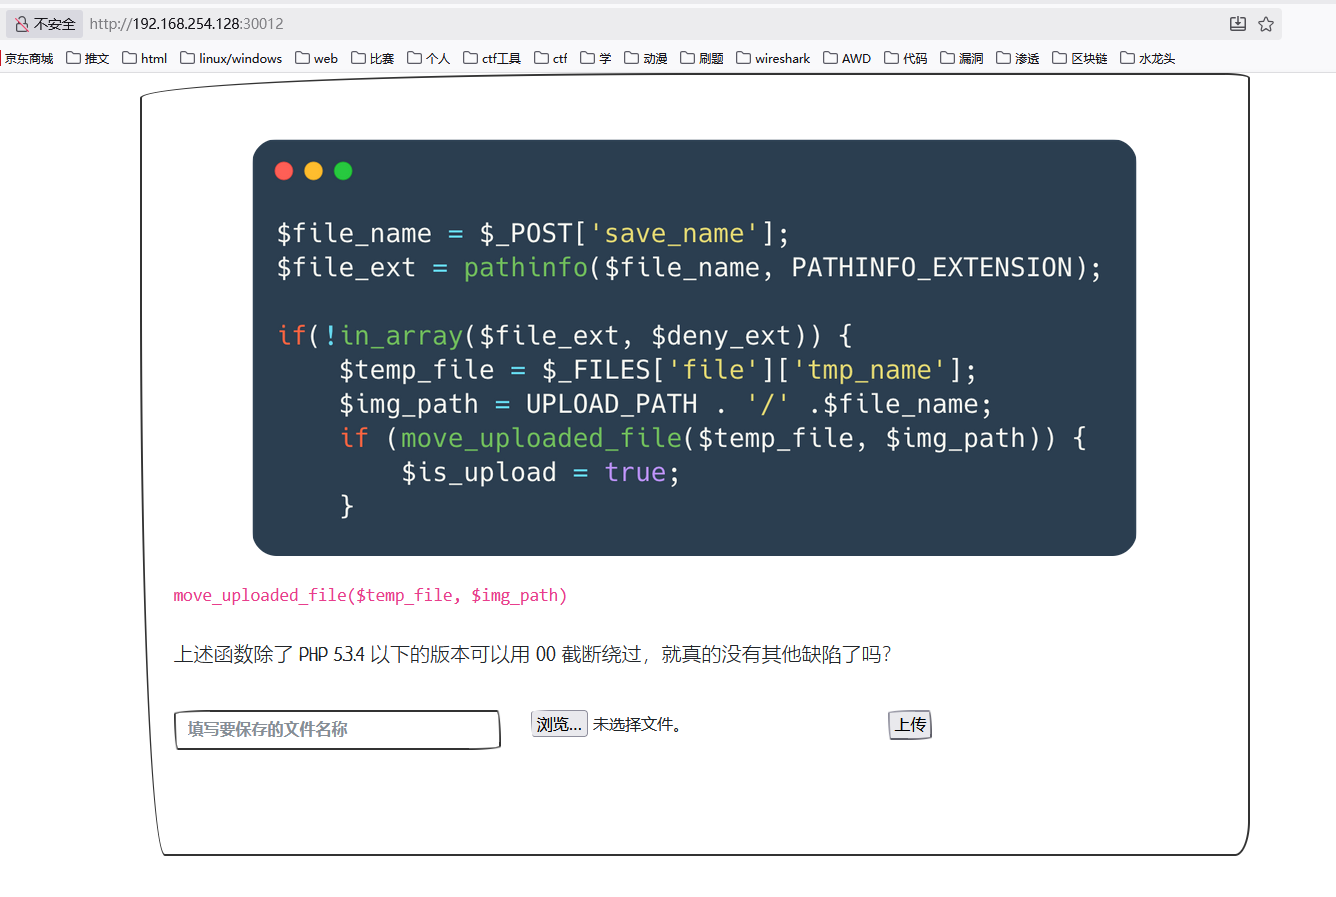 不安全 http://192.168.254.128:30012
京东商城 推文 html linux/windows web 比赛 个人 ctf工具 ctf 学 动漫 刷题 wireshark AWD 代码 漏洞 渗透 区块链 水龙头
$file_name = $_POST['save_name'];
$file_ext = pathinfo($file_name, PATHINFO_EXTENSION);
if(!in_array($file_ext, $deny_ext)) {
$temp_file = $_FILES['file']['tmp_name'];
$img_path = UPLOAD_PATH . '/' .$file_name;
if (move_uploaded_file($temp_file, $img_path)) {
$is_upload = true;
}
move_uploaded_file($temp_file, $img_path)
上述函数除了 PHP 5.3.4 以下的版本可以用 00 截断绕过，就真的没有其他缺陷了吗？
填写要保存的文件名称 浏览... 未选择文件。 上传